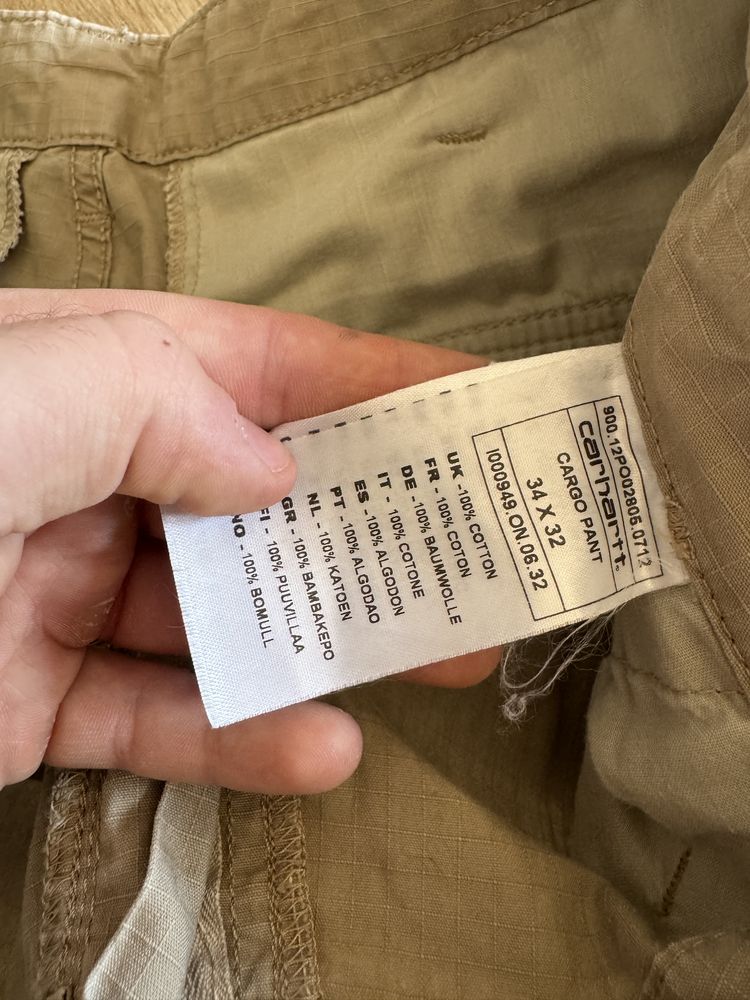 900.12PO02805.0712
carhartt®
CARGO PANT
34 X 32
I000949.ON.06.32
UK -100% COTTON
FR - 100% COTON
DE -100% BAUMWOLLE
IT - 100% COTONE
ES -100% ALGODON
PT - 100% ALGODAO
NL - 100% KATOEN
GR - 100% BAMBAKEPO
FI - 100% PUUVILLAA
NO - 100% BOMULL